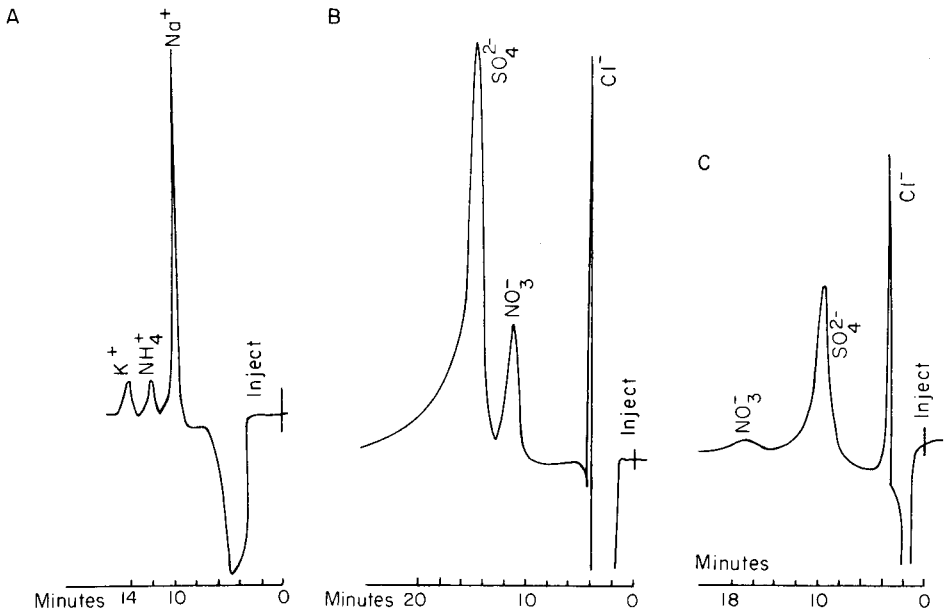 A
Na⁺
K⁺
NH₄⁺
Inject
Minutes 14 10 0
B
SO₄²⁻
NO₃⁻
Cl⁻
Inject
Minutes 20 10 0
C
Cl⁻
NO₃⁻
SO₄²⁻
Inject
Minutes
18 10 0